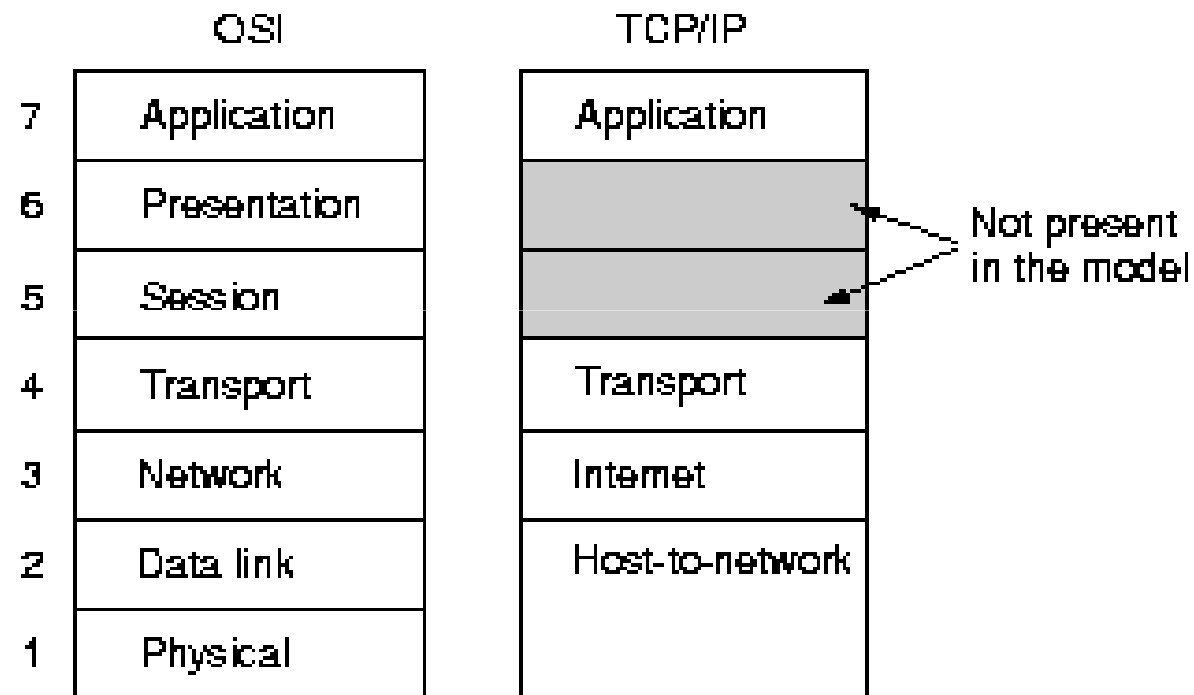 OSI TCP/IP
7 Application Application
6 Presentation
Not present
in the model
5 Session
4 Transport Transport
3 Network Internet
2 Data link Host-to-network
1 Physical